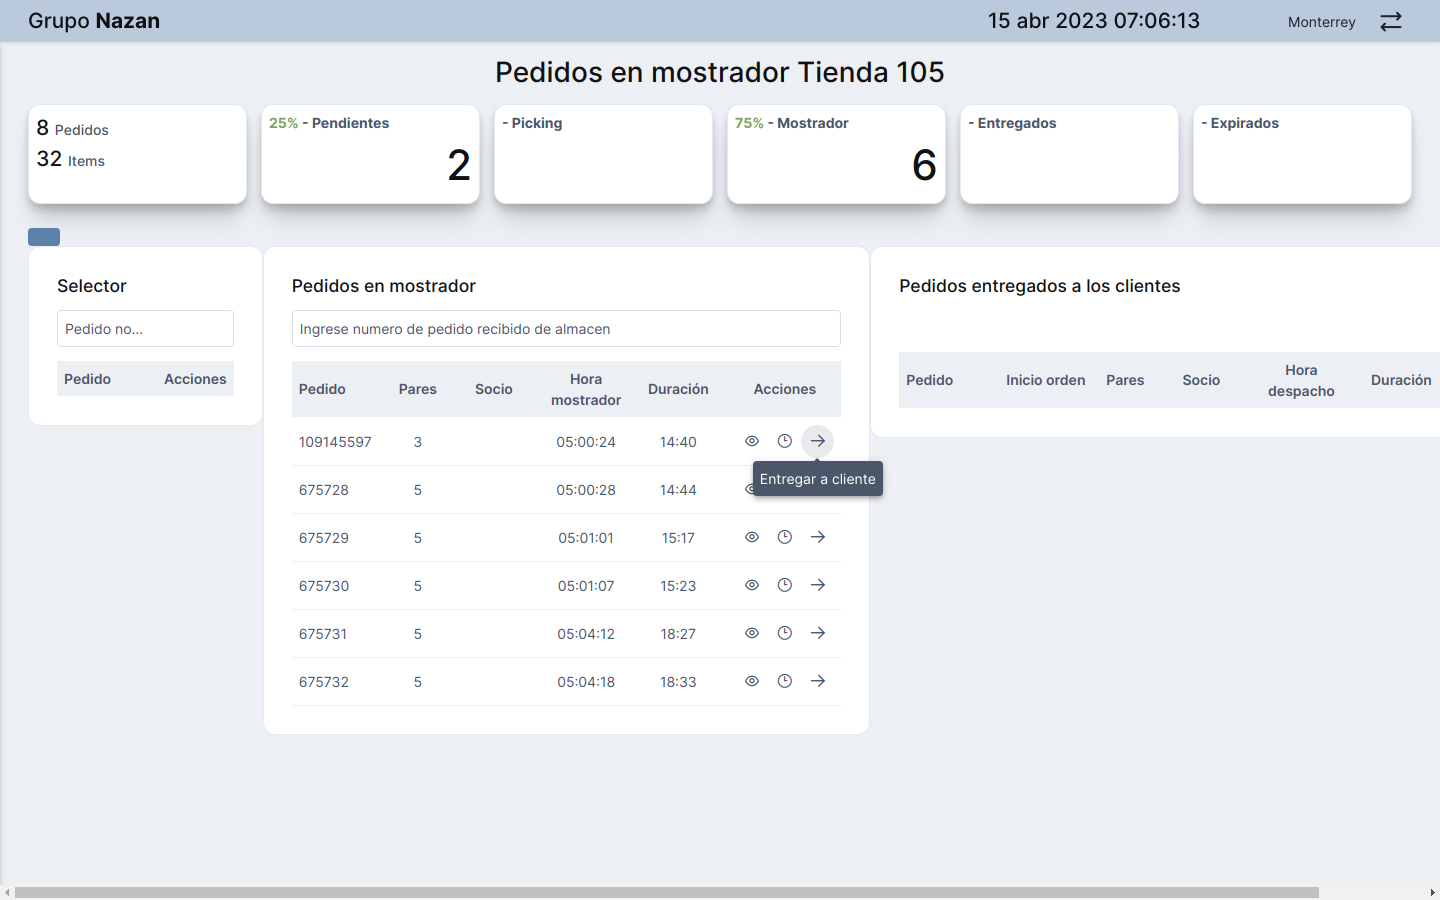 Grupo Nazan
15 abr 2023 07:06:13
Monterrey
Pedidos en mostrador Tienda 105
8 Pedidos
32 Items
25% - Pendientes
2
- Picking
75% - Mostrador
6
- Entregados
- Expirados
Selector
Pedido no...
Pedido Acciones
Pedidos en mostrador
Ingrese numero de pedido recibido de almacen
Pedido Pares Socio Hora mostrador Duración Acciones
109145597 3 05:00:24 14:40
Entregar a cliente
675728 5 05:00:28 14:44
675729 5 05:01:01 15:17
675730 5 05:01:07 15:23
675731 5 05:04:12 18:27
675732 5 05:04:18 18:33
Pedidos entregados a los clientes
Pedido Inicio orden Pares Socio Hora despacho Duración